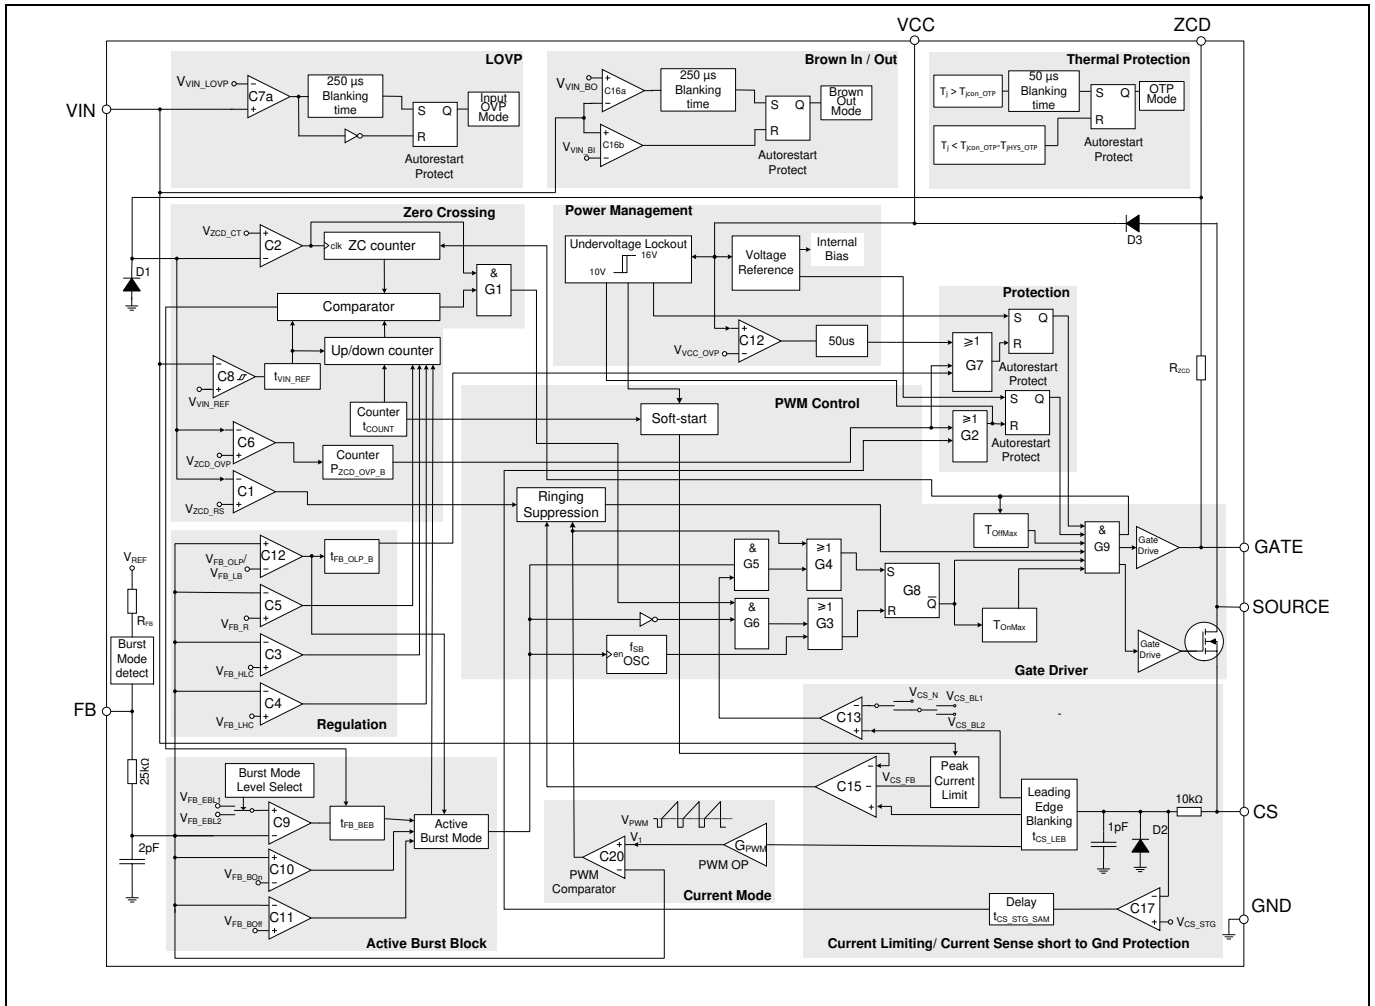 VCC
ZCD
LOVP
Brown In / Out
Thermal Protection
VIN
V_VIN_LOVP
−
+
C7a
250 µs
Blanking
time
S
Q
R
Input
OVP
Mode
Autorestart
Protect
V_VIN_BO
+
−
C16a
250 µs
Blanking
time
S
Q
R
Brown
Out
Mode
V_VIN_BI
+
−
C16b
Autorestart
Protect
Tj > Tjcon_OTP
50 µs
Blanking
time
S
Q
R
OTP
Mode
Tj < Tjcon_OTP-TjHYS_OTP
Autorestart
Protect
Zero Crossing
V_ZCD_CT
+
−
C2
clk
ZC counter
&
G1
Comparator
Up/down counter
D1
−
+
C8
V_VIN_REF
t_VIN_REF
Counter
t_COUNT
−
+
C6
V_ZCD_OVP
Counter
P_ZCD_OVP_B
−
+
C1
V_ZCD_RS
Power Management
Undervoltage Lockout
16V
10V
Voltage
Reference
Internal
Bias
+
−
C12
V_VCC_OVP
50us
D3
Protection
≥1
G7
S
Q
R
Autorestart
Protect
S
Q
R
≥1
G2
Autorestart
Protect
R_ZCD
PWM Control
Soft-start
Ringing
Suppression
T_OffMax
&
G9
Gate
Drive
GATE
&
G5
≥1
G4
S
G8
Q
R
&
G6
≥1
G3
en
f_SB
OSC
T_OnMax
Gate
Drive
SOURCE
Gate Driver
V_REF
R_FB
Burst
Mode
detect
FB
25kΩ
2pF
V_FB_OLP/
V_FB_LB
+
−
C12
t_FB_OLP_B
−
+
C5
V_FB_R
−
+
C3
V_FB_HLC
−
+
C4
V_FB_LHC
Regulation
Burst Mode
Level Select
V_FB_EBL1
V_FB_EBL2
+
−
C9
t_FB_BEB
Active
Burst Mode
+
−
C10
V_FB_BOn
−
+
C11
V_FB_BOff
Active Burst Block
V_PWM
V_1
+
−
C20
PWM
Comparator
G_PWM
PWM OP
Current Mode
−
+
C13
V_CS_N
V_CS_BL1
V_CS_BL2
-
−
−
+
C15
V_CS_FB
Peak
Current
Limit
Leading
Edge
Blanking
t_CS_LEB
1pF
D2
10kΩ
CS
Delay
t_CS_STG_SAM
−
+
C17
V_CS_STG
GND
Current Limiting/ Current Sense short to Gnd Protection